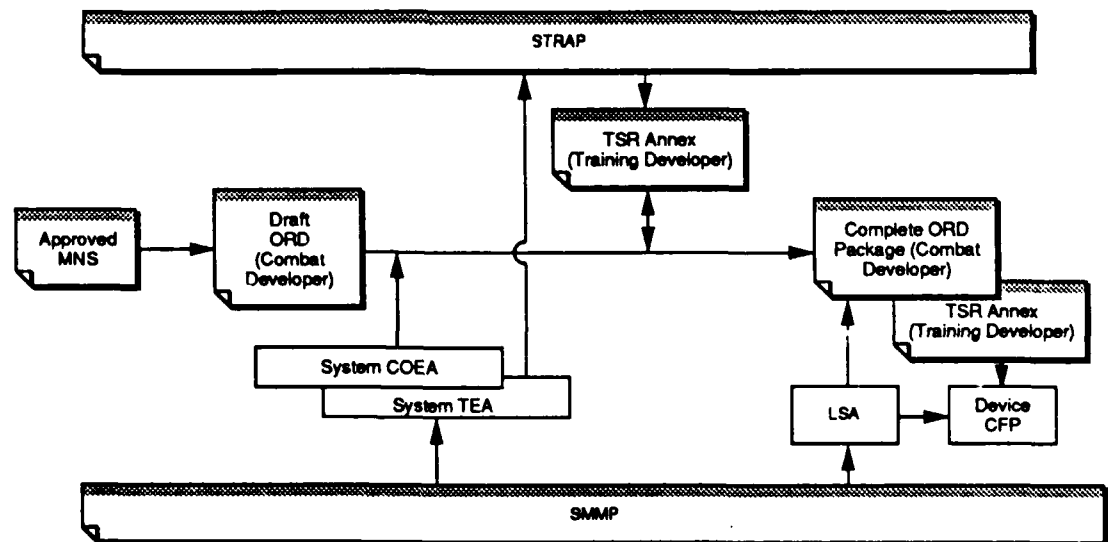 STRAP
TSR Annex
(Training Developer)
Approved
MNS
Draft
ORD
(Combat
Developer)
Complete ORD
Package (Combat
Developer)
TSR Annex
(Training Developer)
System COEA
System TEA
LSA
Device
CFP
SMMP